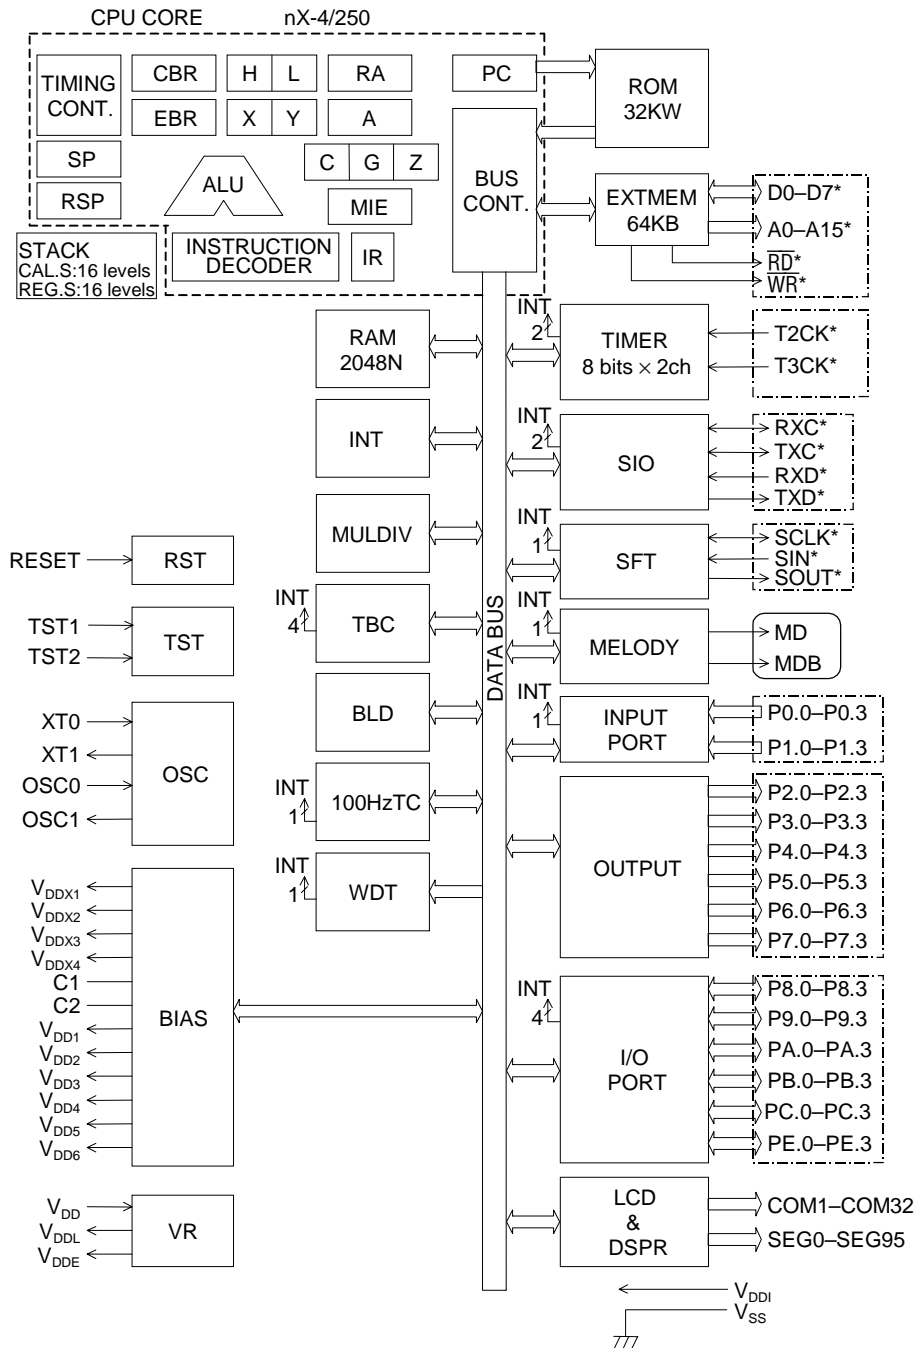 CPU CORE nX-4/250
TIMING
CONT.
CBR
H L
RA
PC
ROM
32KW
EBR
X Y
A
SP
ALU
C G Z
BUS
CONT.
EXTMEM
64KB
D0–D7*
A0–A15*
RD*
WR*
RSP
MIE
STACK
CAL.S:16 levels
REG.S:16 levels
INSTRUCTION
DECODER
IR
RAM
2048N
INT
2
TIMER
8 bits × 2ch
T2CK*
T3CK*
INT
INT
2
SIO
RXC*
TXC*
RXD*
TXD*
MULDIV
INT
1
SFT
SCLK*
SIN*
SOUT*
RESET
RST
TST1
TST2
TST
INT
4
TBC
DATA BUS
INT
1
MELODY
MD
MDB
XT0
XT1
OSC0
OSC1
OSC
BLD
INT
1
INPUT
PORT
P0.0–P0.3
P1.0–P1.3
INT
1
100HzTC
OUTPUT
P2.0–P2.3
P3.0–P3.3
P4.0–P4.3
P5.0–P5.3
P6.0–P6.3
P7.0–P7.3
INT
1
WDT
VDDX1
VDDX2
VDDX3
VDDX4
C1
C2
VDD1
VDD2
VDD3
VDD4
VDD5
VDD6
BIAS
INT
4
I/O
PORT
P8.0–P8.3
P9.0–P9.3
PA.0–PA.3
PB.0–PB.3
PC.0–PC.3
PE.0–PE.3
VDD
VDDL
VDDE
VR
LCD
&
DSPR
COM1–COM32
SEG0–SEG95
VDDI
VSS